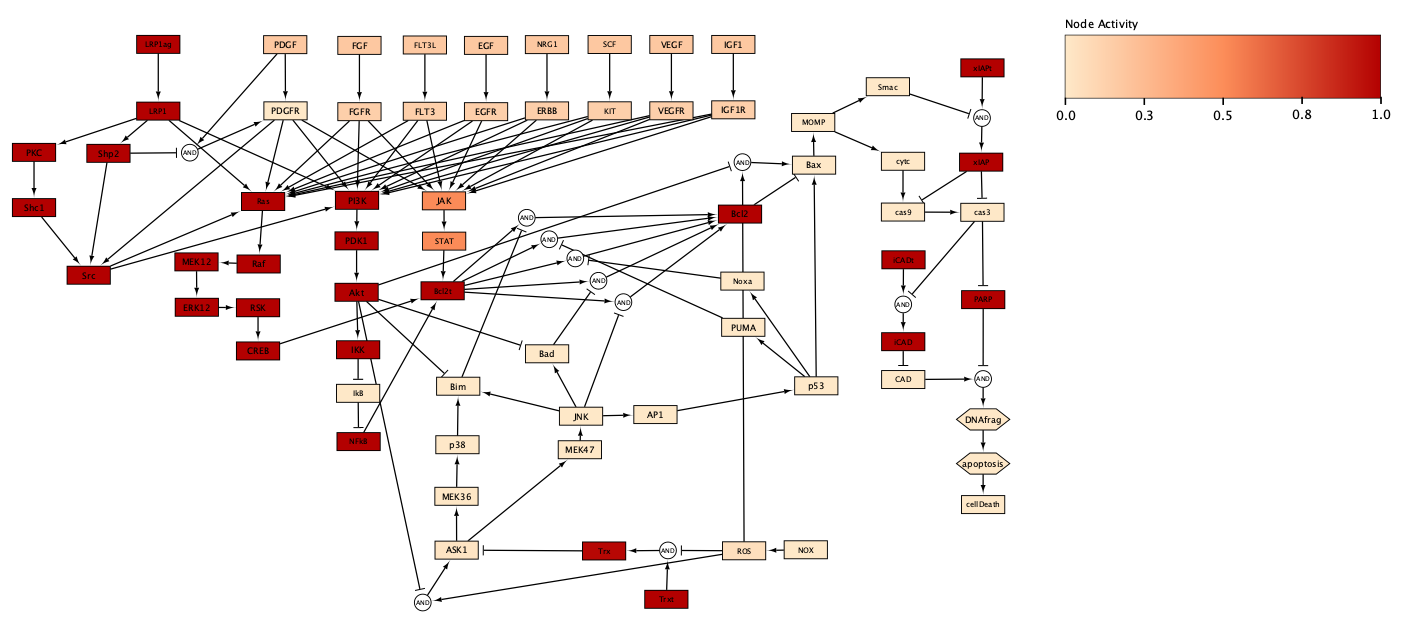 Node Activity
0.0 0.3 0.5 0.8 1.0
LRP1ag PDGF FGF FLT3L EGF NRG1 SCF VEGF IGF1
xIAPt
Smac
LRP1 PDGFR FGFR FLT3 EGFR ERBB KIT VEGFR IGF1R
AND
MOMP
PKC Shp2 AND
AND Bax cytc xIAP
Ras PI3K JAK
Shc1
AND Bcl2 cas9 cas3
PDK1 STAT AND
MEK12 Raf AND ICADt
Src
AND Noxa
Akt Bcl2t AND
AND PARP
ERK12 RSK
PUMA
ICAD
CREB IKK Bad
CAD AND
IkB Bim p53
JNK AP1 DNAfrag
NFkB p38 MEK47
apoptosis
MEK36
cellDeath
ASK1 Trx AND ROS NOX
AND Trxt